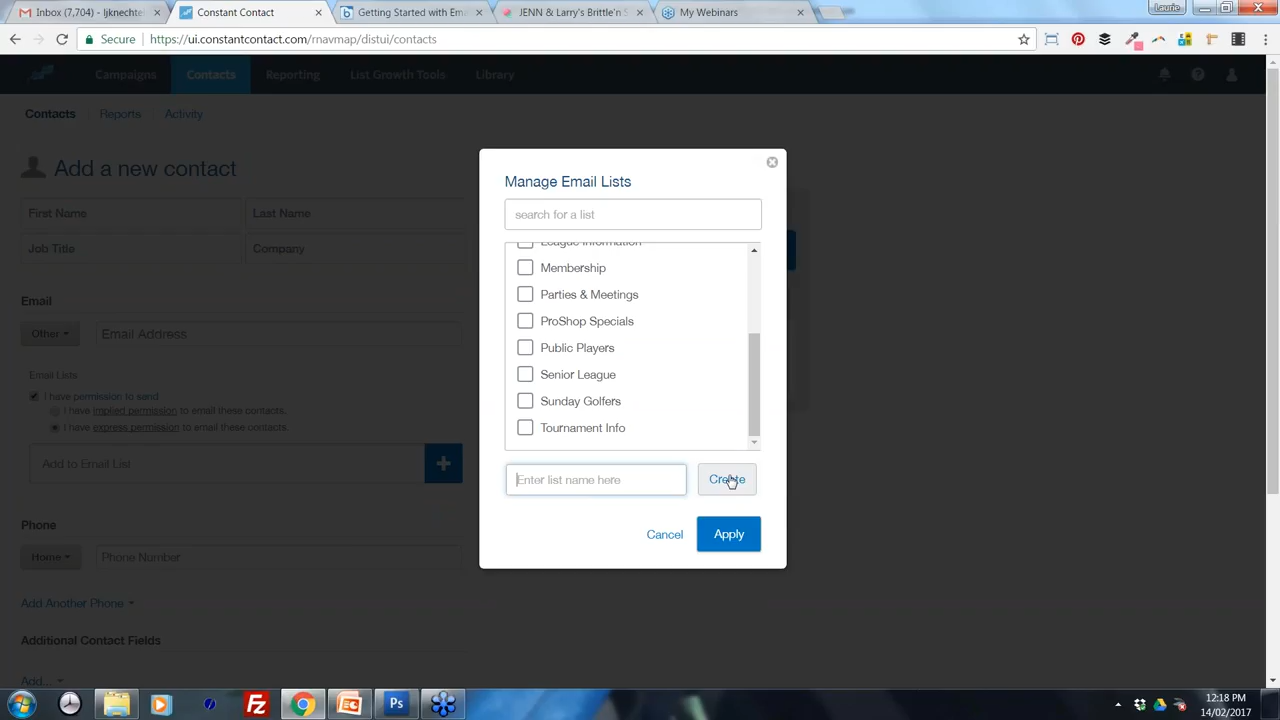 Inbox (7,704) - ljknechte
Constant Contact
Getting Started with Ema
JENN & Larry's Brittle'n S
My Webinars
Laurie
Secure
https://ui.constantcontact.com/rnavmap/distui/contacts
Campaigns
Contacts
Reporting
List Growth Tools
Library
Contacts
Reports
Activity
Add a new contact
First Name
Last Name
Job Title
Company
Email
Other
Email Address
Email Lists
I have permission to send
I have implied permission to email these contacts.
I have express permission to email these contacts.
Add to Email List
Phone
Home
Phone Number
Add Another Phone
Additional Contact Fields
Add...
Manage Email Lists
search for a list
League Information
Membership
Parties & Meetings
ProShop Specials
Public Players
Senior League
Sunday Golfers
Tournament Info
Enter list name here
Create
Cancel
Apply
Ps
12:18 PM
14/02/2017